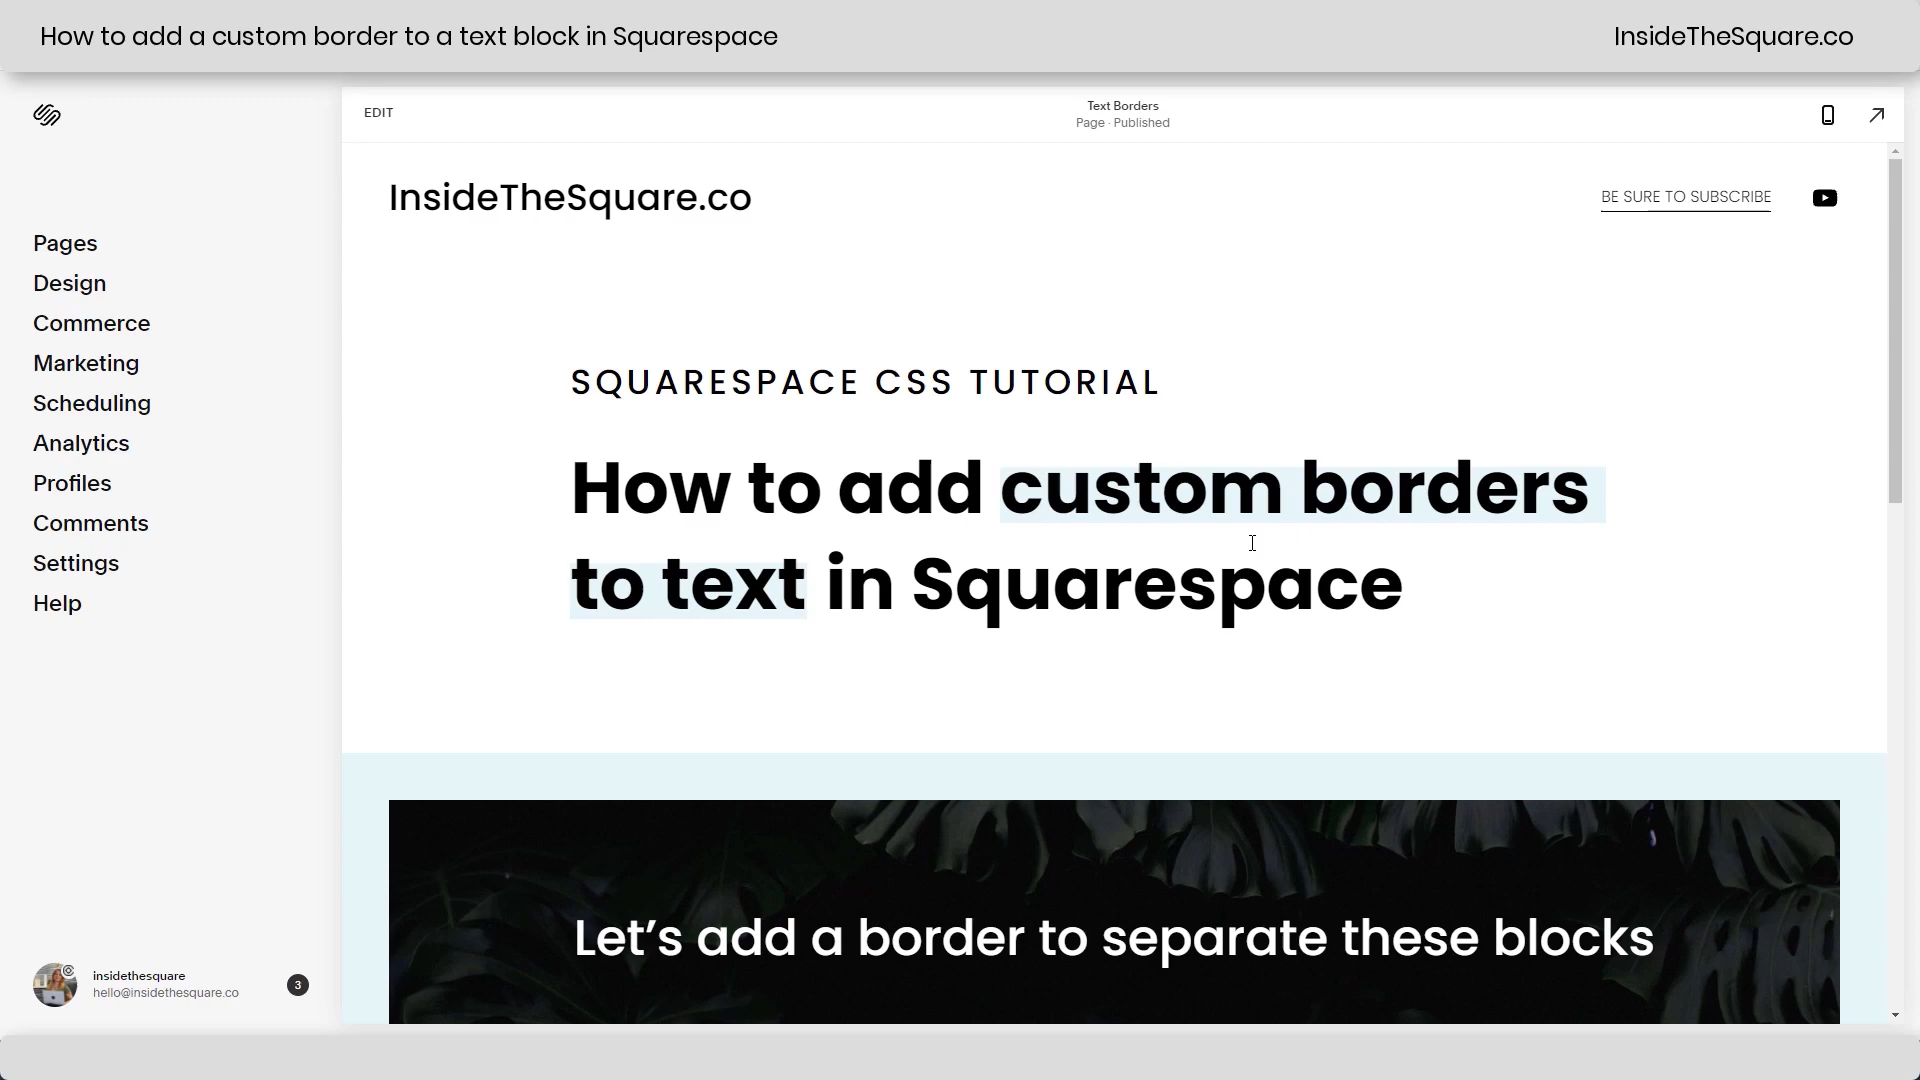 How to add a custom border to a text block in Squarespace
InsideTheSquare.co
EDIT
Text Borders
Page · Published
InsideTheSquare.co
BE SURE TO SUBSCRIBE
Pages
Design
Commerce
Marketing
Scheduling
Analytics
Profiles
Comments
Settings
Help
SQUARESPACE CSS TUTORIAL
How to add custom borders
to text in Squarespace
Let’s add a border to separate these blocks
insidethesquare
hello@insidethesquare.co
3